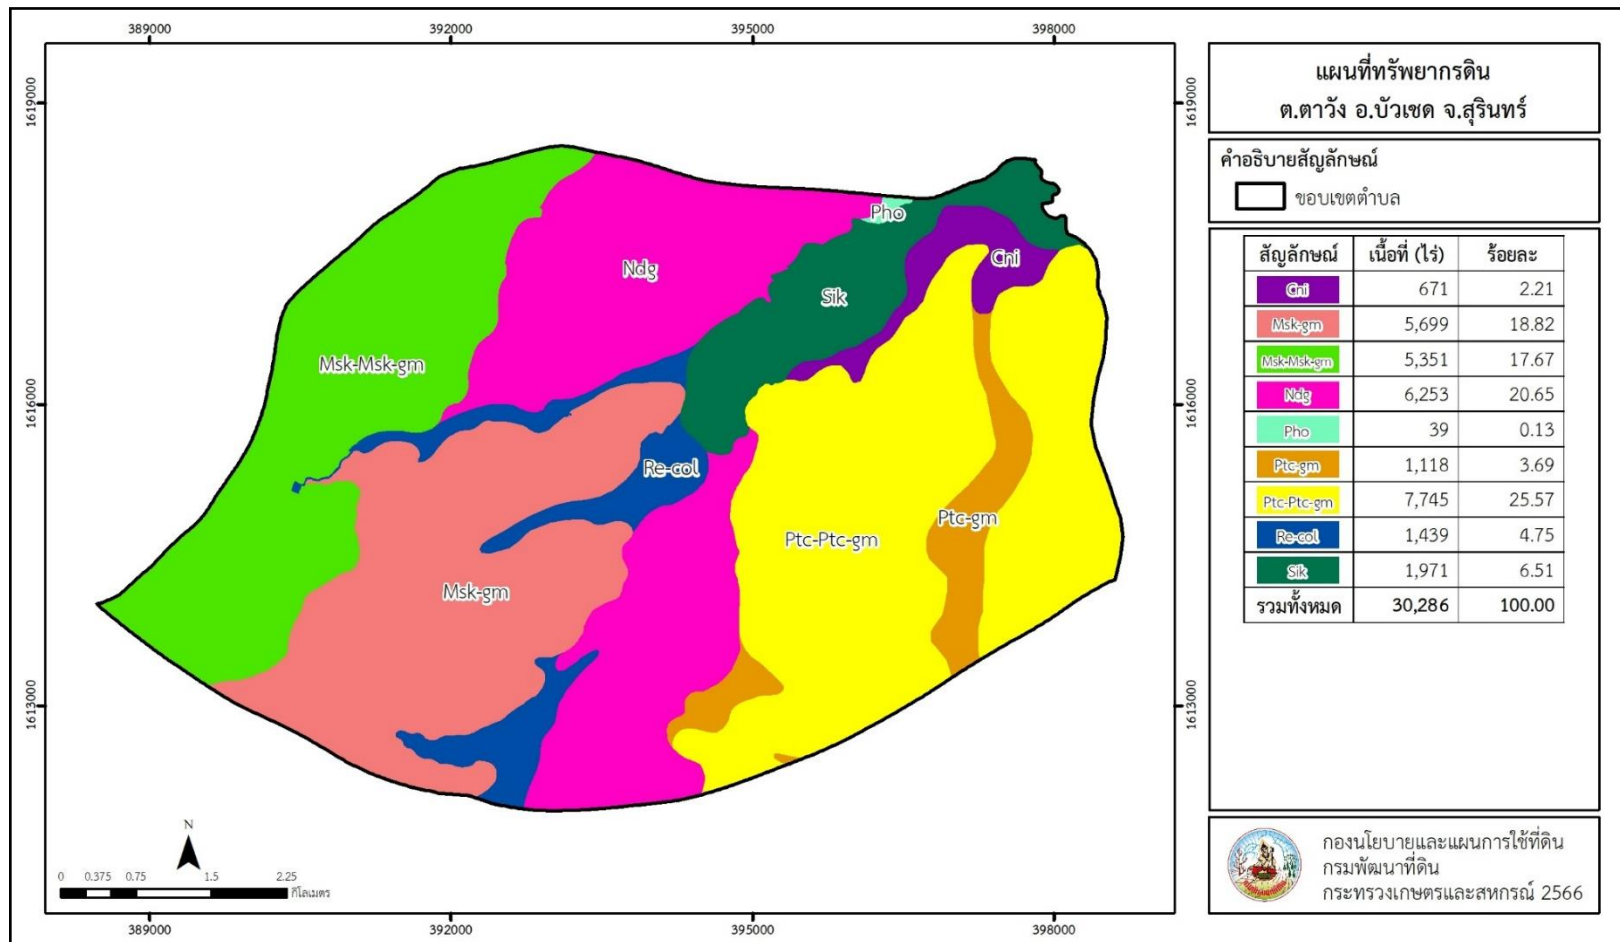 389000 392000 395000 398000
1619000 1619000
1616000 1616000
1613000 1613000
Pho
Cni
Ndg
Sik
Msk-Msk-gm
Re-col
Ptc-gm
Ptc-Ptc-gm
Msk-gm
N
0 0.375 0.75 1.5 2.25
กิโลเมตร
389000 392000 395000 398000
แผนที่ทรัพยากรดิน
ต.ตาวัง อ.บัวเชด จ.สุรินทร์
คำอธิบายสัญลักษณ์
ขอบเขตตำบล
สัญลักษณ์ เนื้อที่ (ไร่) ร้อยละ
Cni 671 2.21
Msk-gm 5,699 18.82
Msk-Msk-gm 5,351 17.67
Ndg 6,253 20.65
Pho 39 0.13
Ptc-gm 1,118 3.69
Ptc-Ptc-gm 7,745 25.57
Re-col 1,439 4.75
Sik 1,971 6.51
รวมทั้งหมด 30,286 100.00
กองนโยบายและแผนการใช้ที่ดิน
กรมพัฒนาที่ดิน
กระทรวงเกษตรและสหกรณ์ 2566